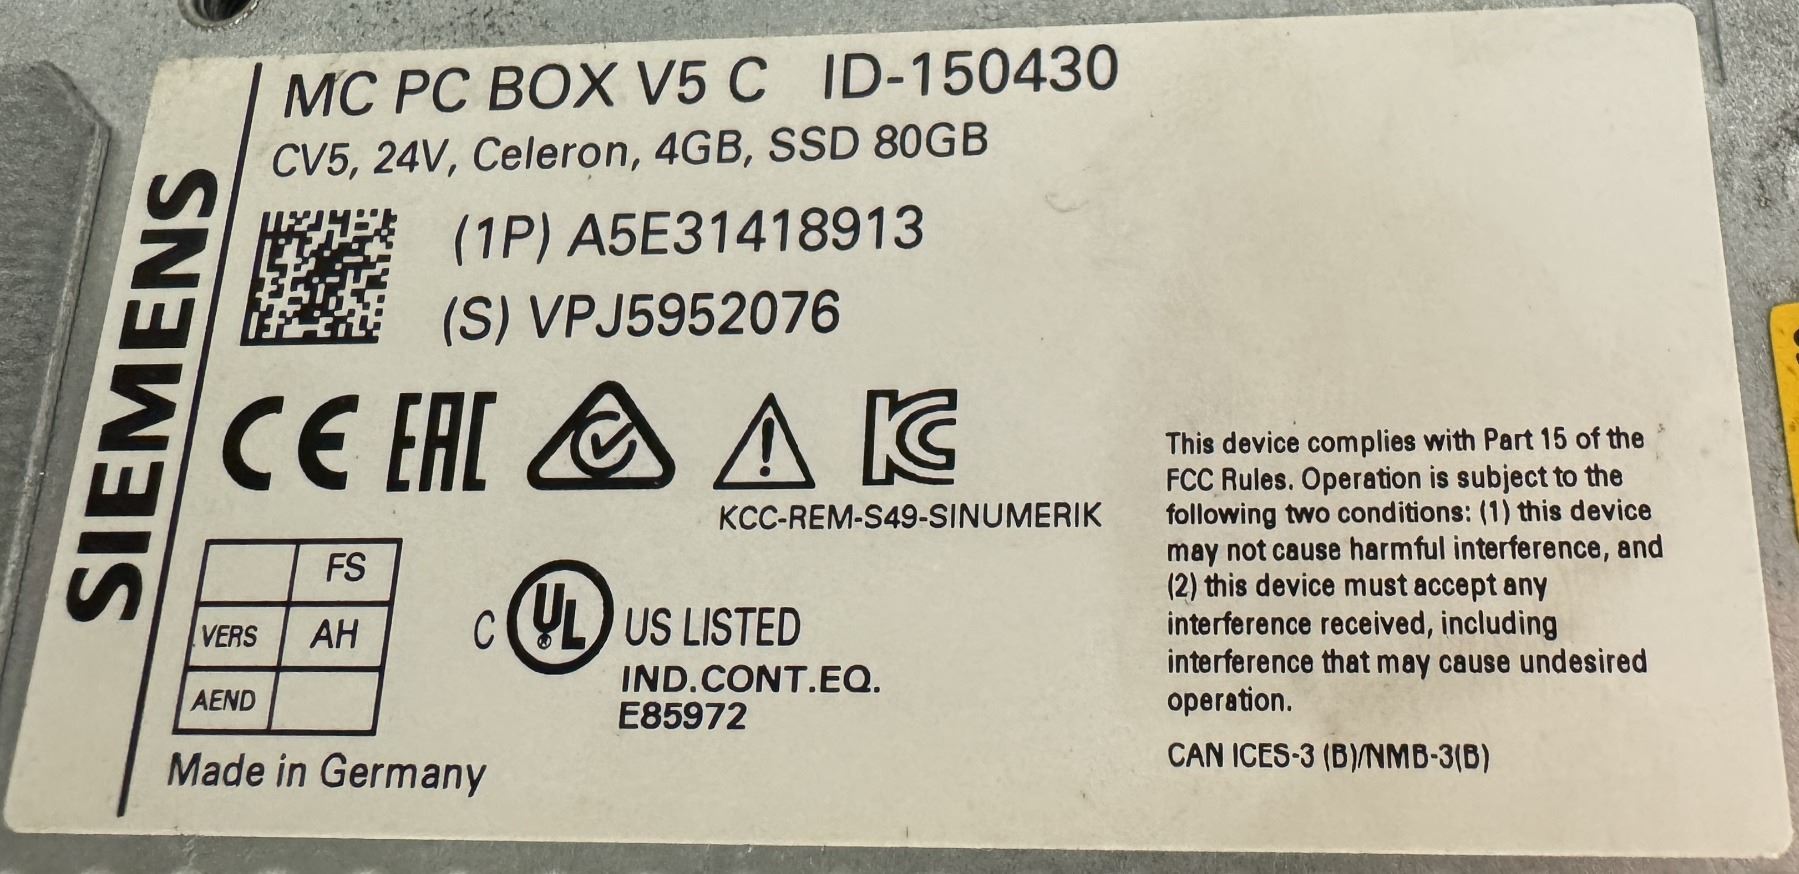 SIEMENS
MC PC BOX V5 C ID-150430
CV5, 24V, Celeron, 4GB, SSD 80GB
(1P) A5E31418913
(S) VPJ5952076
CE EAC KC
KCC-REM-S49-SINUMERIK
FS
VERS AH
AEND
C UL US LISTED
IND.CONT.EQ.
E85972
Made in Germany
This device complies with Part 15 of the
FCC Rules. Operation is subject to the
following two conditions: (1) this device
may not cause harmful interference, and
(2) this device must accept any
interference received, including
interference that may cause undesired
operation.
CAN ICES-3 (B)/NMB-3(B)